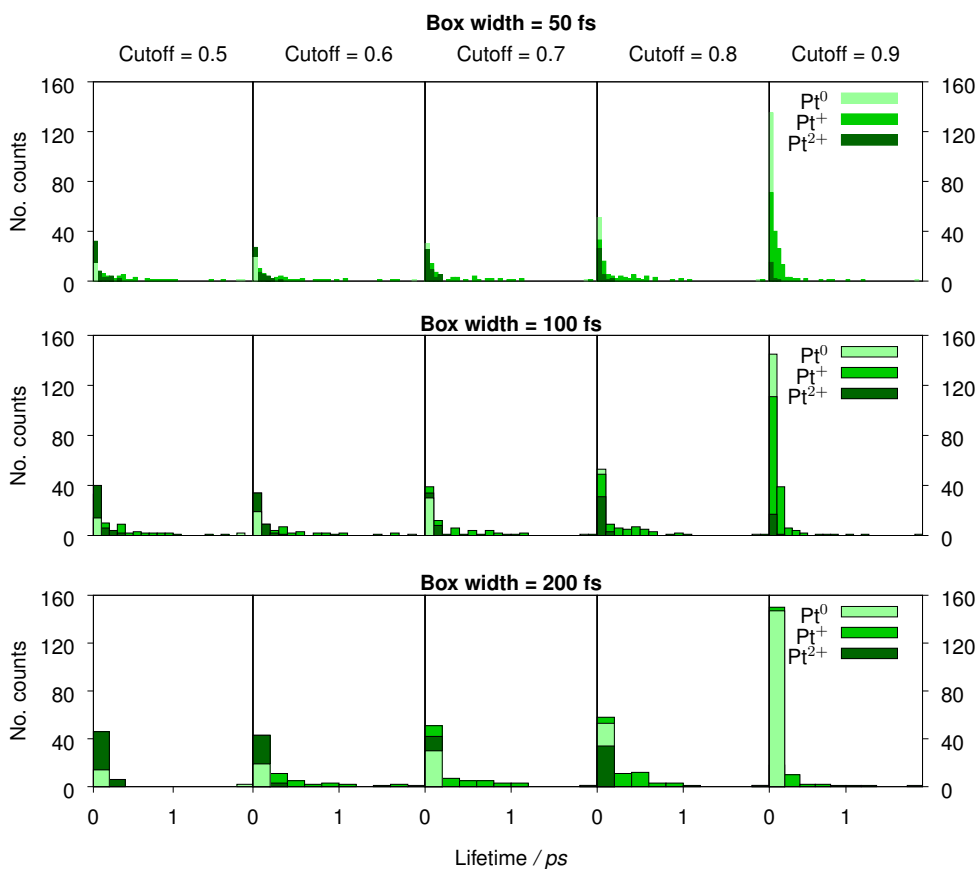 Box width = 50 fs
Cutoff = 0.5 Cutoff = 0.6 Cutoff = 0.7 Cutoff = 0.8 Cutoff = 0.9
160 160
Pt⁰
Pt⁺
Pt²⁺
120 120
No. counts
80 80
40 40
0 0
Box width = 100 fs
160 160
Pt⁰
Pt⁺
Pt²⁺
120 120
No. counts
80 80
40 40
0 0
Box width = 200 fs
160 160
Pt⁰
Pt⁺
Pt²⁺
120 120
No. counts
80 80
40 40
0 0
0 1 0 1 0 1 0 1 0 1
Lifetime / ps